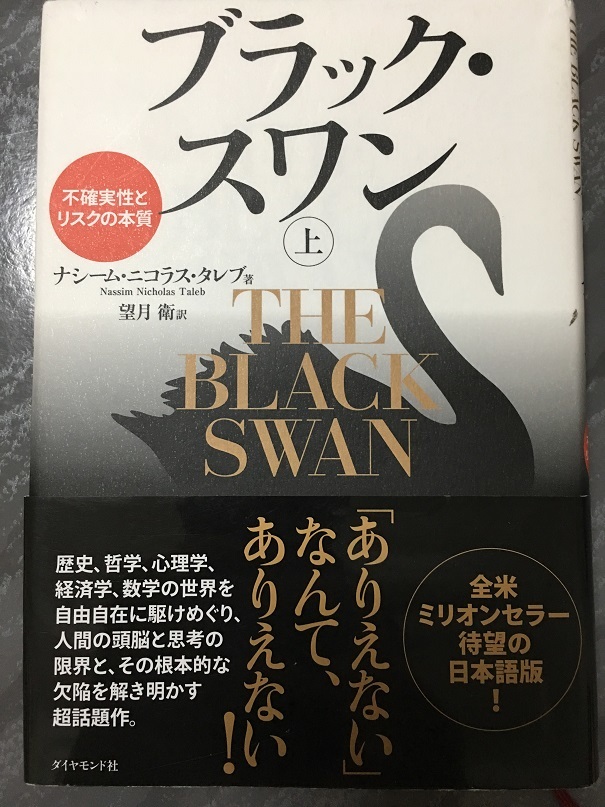 ブラック・
スワン
上
不確実性と
リスクの本質
ナシーム・ニコラス・タレブ 著
Nassim Nicholas Taleb
望月 衛 訳
THE
BLACK
SWAN
「ありえない」
なんて、
ありえない!
全米
ミリオンセラー
待望の
日本語版
!
歴史、哲学、心理学、
経済学、数学の世界を
自由自在に駆けめぐり、
人間の頭脳と思考の
限界と、その根本的な
欠陥を解き明かす
超話題作。
ダイヤモンド社
THE BLACK SWAN